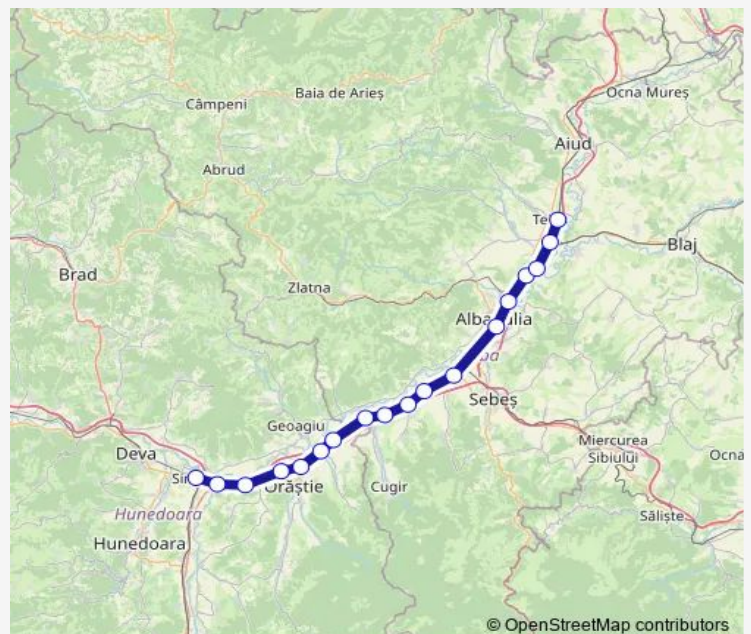 Câmpeni
Baia de Arieș
Ocna Mureș
Aiud
Abrud
Te
Blaj
Brad
Zlatna
Alba Iulia
Sebeș
Geoagiu
Deva
Miercurea
Sibiului
Ocna
Orăștie
Cugir
Hunedoara
Săliște
Hunedoara
© OpenStreetMap contributors